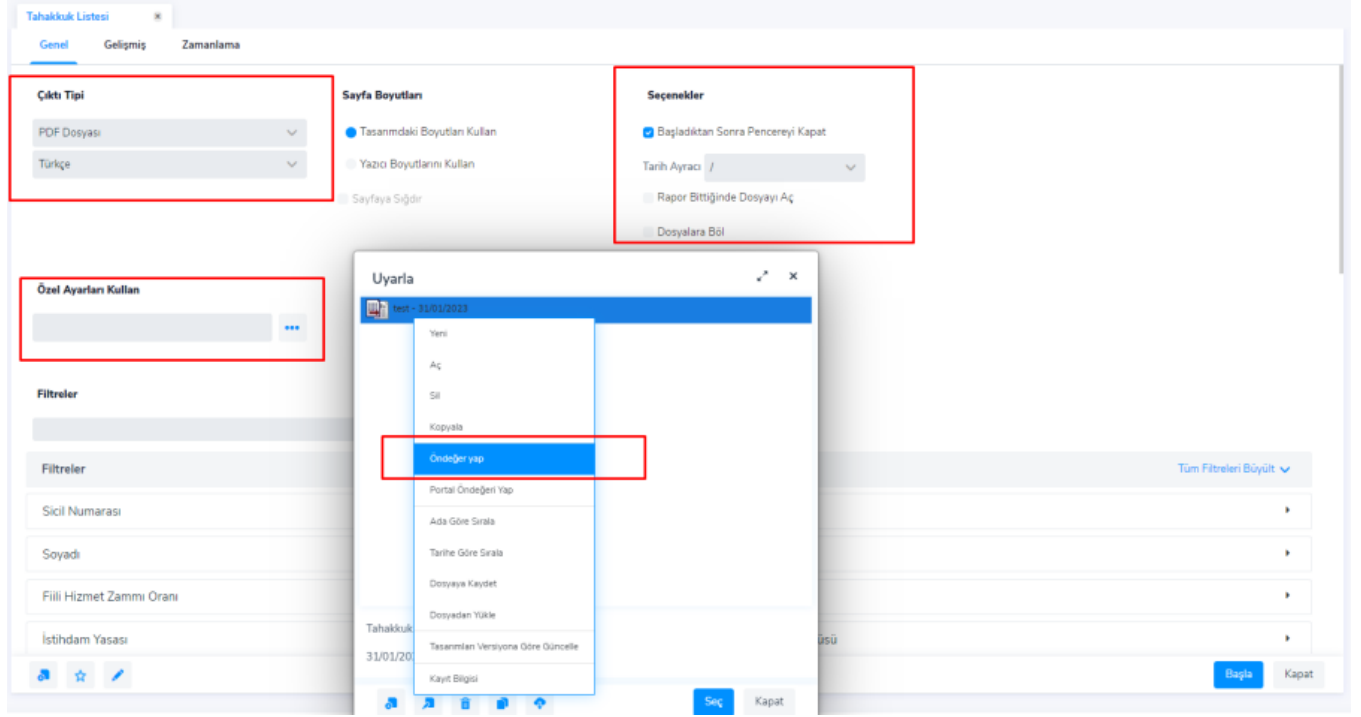 Tahakkuk Listesi
Genel Gelişmiş Zamanlama
Çıktı Tipi
PDF Dosyası
Türkçe
Sayfa Boyutları
Tasarımdaki Boyutları Kullan
Yazıcı Boyutlarını Kullan
Sayfaya Sığdır
Seçenekler
Başladıktan Sonra Pencereyi Kapat
Tarih Ayracı /
Rapor Bittiğinde Dosyayı Aç
Dosyalara Böl
Özel Ayarları Kullan
Filtreler
Filtreler
Tüm Filtreleri Büyült
Sicil Numarası
Soyadı
Fiili Hizmet Zammı Oranı
İstihdam Yasası
üsü
Uyarla
test - 31/01/2023
Yeni
Aç
Sil
Kopyala
Öndeğer yap
Portal Öndeğeri Yap
Ada Göre Sırala
Tarihe Göre Sırala
Dosyaya Kaydet
Dosyadan Yükle
Tasarımları Versiyona Göre Güncelle
Kayıt Bilgisi
Tahakkuk
31/01/20
Seç Kapat
Başla Kapat